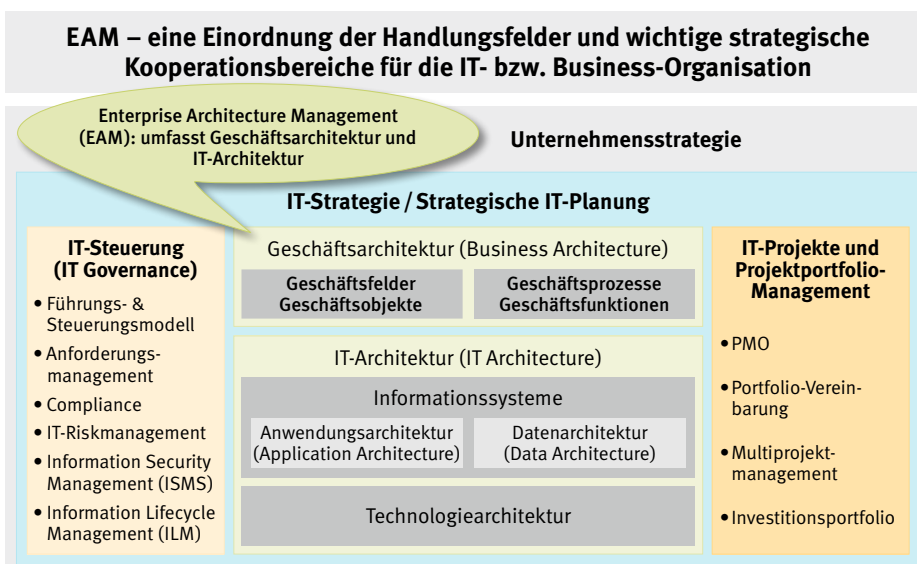 EAM – eine Einordnung der Handlungsfelder und wichtige strategische
Kooperationsbereiche für die IT- bzw. Business-Organisation
Enterprise Architecture Management
(EAM): umfasst Geschäftsarchitektur und
IT-Architektur
Unternehmensstrategie
IT-Strategie / Strategische IT-Planung
IT-Steuerung
(IT Governance)
• Führungs- &
Steuerungsmodell
• Anforderungs-
management
• Compliance
• IT-Riskmanagement
• Information Security
Management (ISMS)
• Information Lifecycle
Management (ILM)
Geschäftsarchitektur (Business Architecture)
Geschäftsfelder
Geschäftsobjekte
Geschäftsprozesse
Geschäftsfunktionen
IT-Architektur (IT Architecture)
Informationssysteme
Anwendungsarchitektur
(Application Architecture)
Datenarchitektur
(Data Architecture)
Technologiearchitektur
IT-Projekte und
Projektportfolio-
Management
• PMO
• Portfolio-Verein-
barung
• Multiprojekt-
management
• Investitionsportfolio